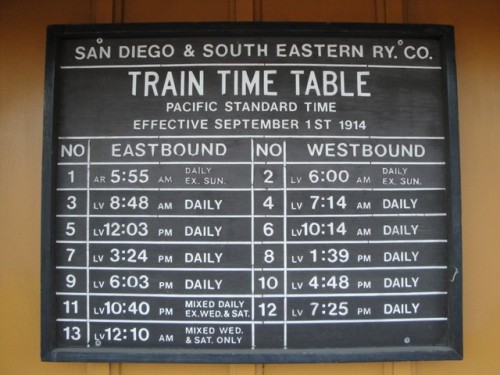 SAN DIEGO & SOUTH EASTERN RY. CO.
TRAIN TIME TABLE
PACIFIC STANDARD TIME
EFFECTIVE SEPTEMBER 1ST 1914
NO EASTBOUND NO WESTBOUND
1 AR 5:55 AM DAILY EX. SUN. 2 LV 6:00 AM DAILY EX. SUN.
3 LV 8:48 AM DAILY 4 LV 7:14 AM DAILY
5 LV 12:03 PM DAILY 6 LV 10:14 AM DAILY
7 LV 3:24 PM DAILY 8 LV 1:39 PM DAILY
9 LV 6:03 PM DAILY 10 LV 4:48 PM DAILY
11 LV 10:40 PM MIXED DAILY EX. WED. & SAT. 12 LV 7:25 PM DAILY
13 LV 12:10 AM MIXED WED. & SAT. ONLY